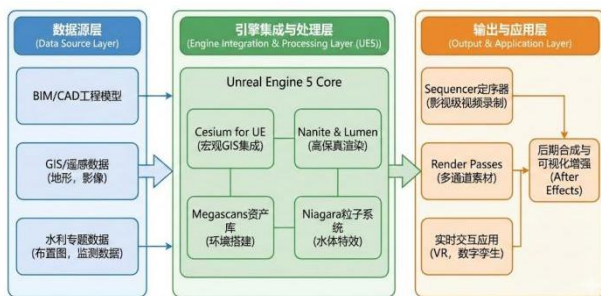 数据源层
(Data Source Layer)
BIM/CAD工程模型
GIS/遥感数据
(地形，影像)
水利专题数据
(布置图，监测数据)
引擎集成与处理层
(Engine Integration & Processing Layer (UE5))
Unreal Engine 5 Core
Cesium for UE
(宏观GIS集成)
Nanite & Lumen
(高保真渲染)
Megascans资产
库
(环境搭建)
Niagara粒子系
统
(水体特效)
输出与应用层
(Output & Application Layer)
Sequencer定序器
(影视级视频录制)
Render Passes
(多通道素材)
实时交互应用
(VR，数字孪生)
后期合成与
可视化增强
(After
Effects)